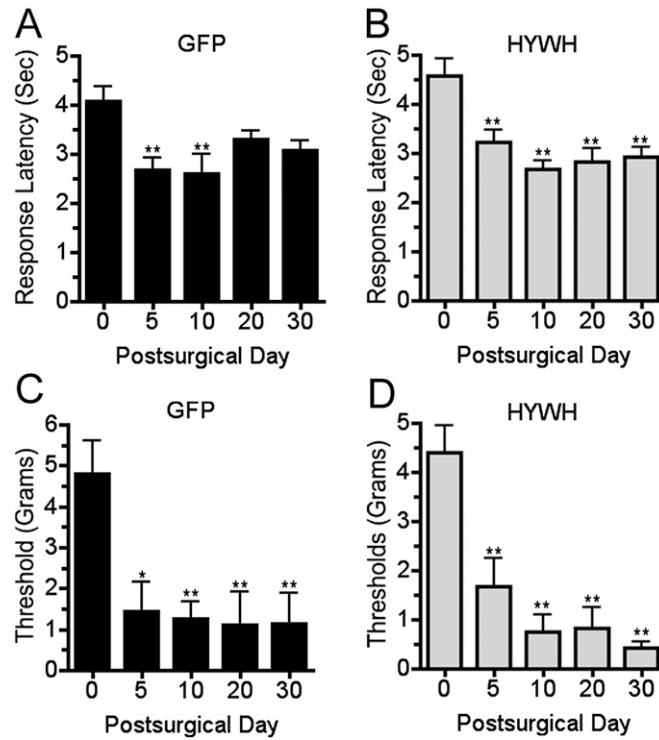 A
GFP
Response Latency (Sec)
5
4
3
2
1
0
** **
0 5 10 20 30
Postsurgical Day
B
HYWH
Response Latency (Sec)
5
4
3
2
1
0
** ** ** **
0 5 10 20 30
Postsurgical Day
C
GFP
Threshold (Grams)
6
5
4
3
2
1
0
* ** ** **
0 5 10 20 30
Postsurgical Day
D
HYWH
Thresholds (Grams)
5
4
3
2
1
0
** ** ** **
0 5 10 20 30
Postsurgical Day